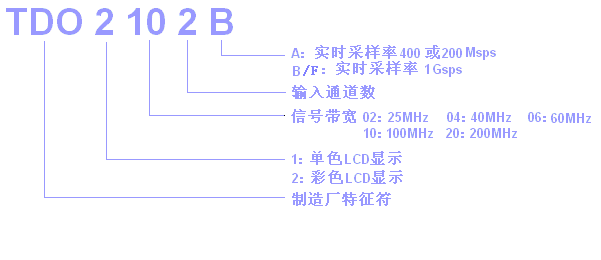 TDO 2 10 2 B
A：实时采样率400 或200 Msps
B/F：实时采样率 1Gsps
输入通道数
信号带宽 02：25MHz 04：40MHz 06：60MHz
10：100MHz 20：200MHz
1：单色LCD显示
2：彩色LCD显示
制造厂特征符